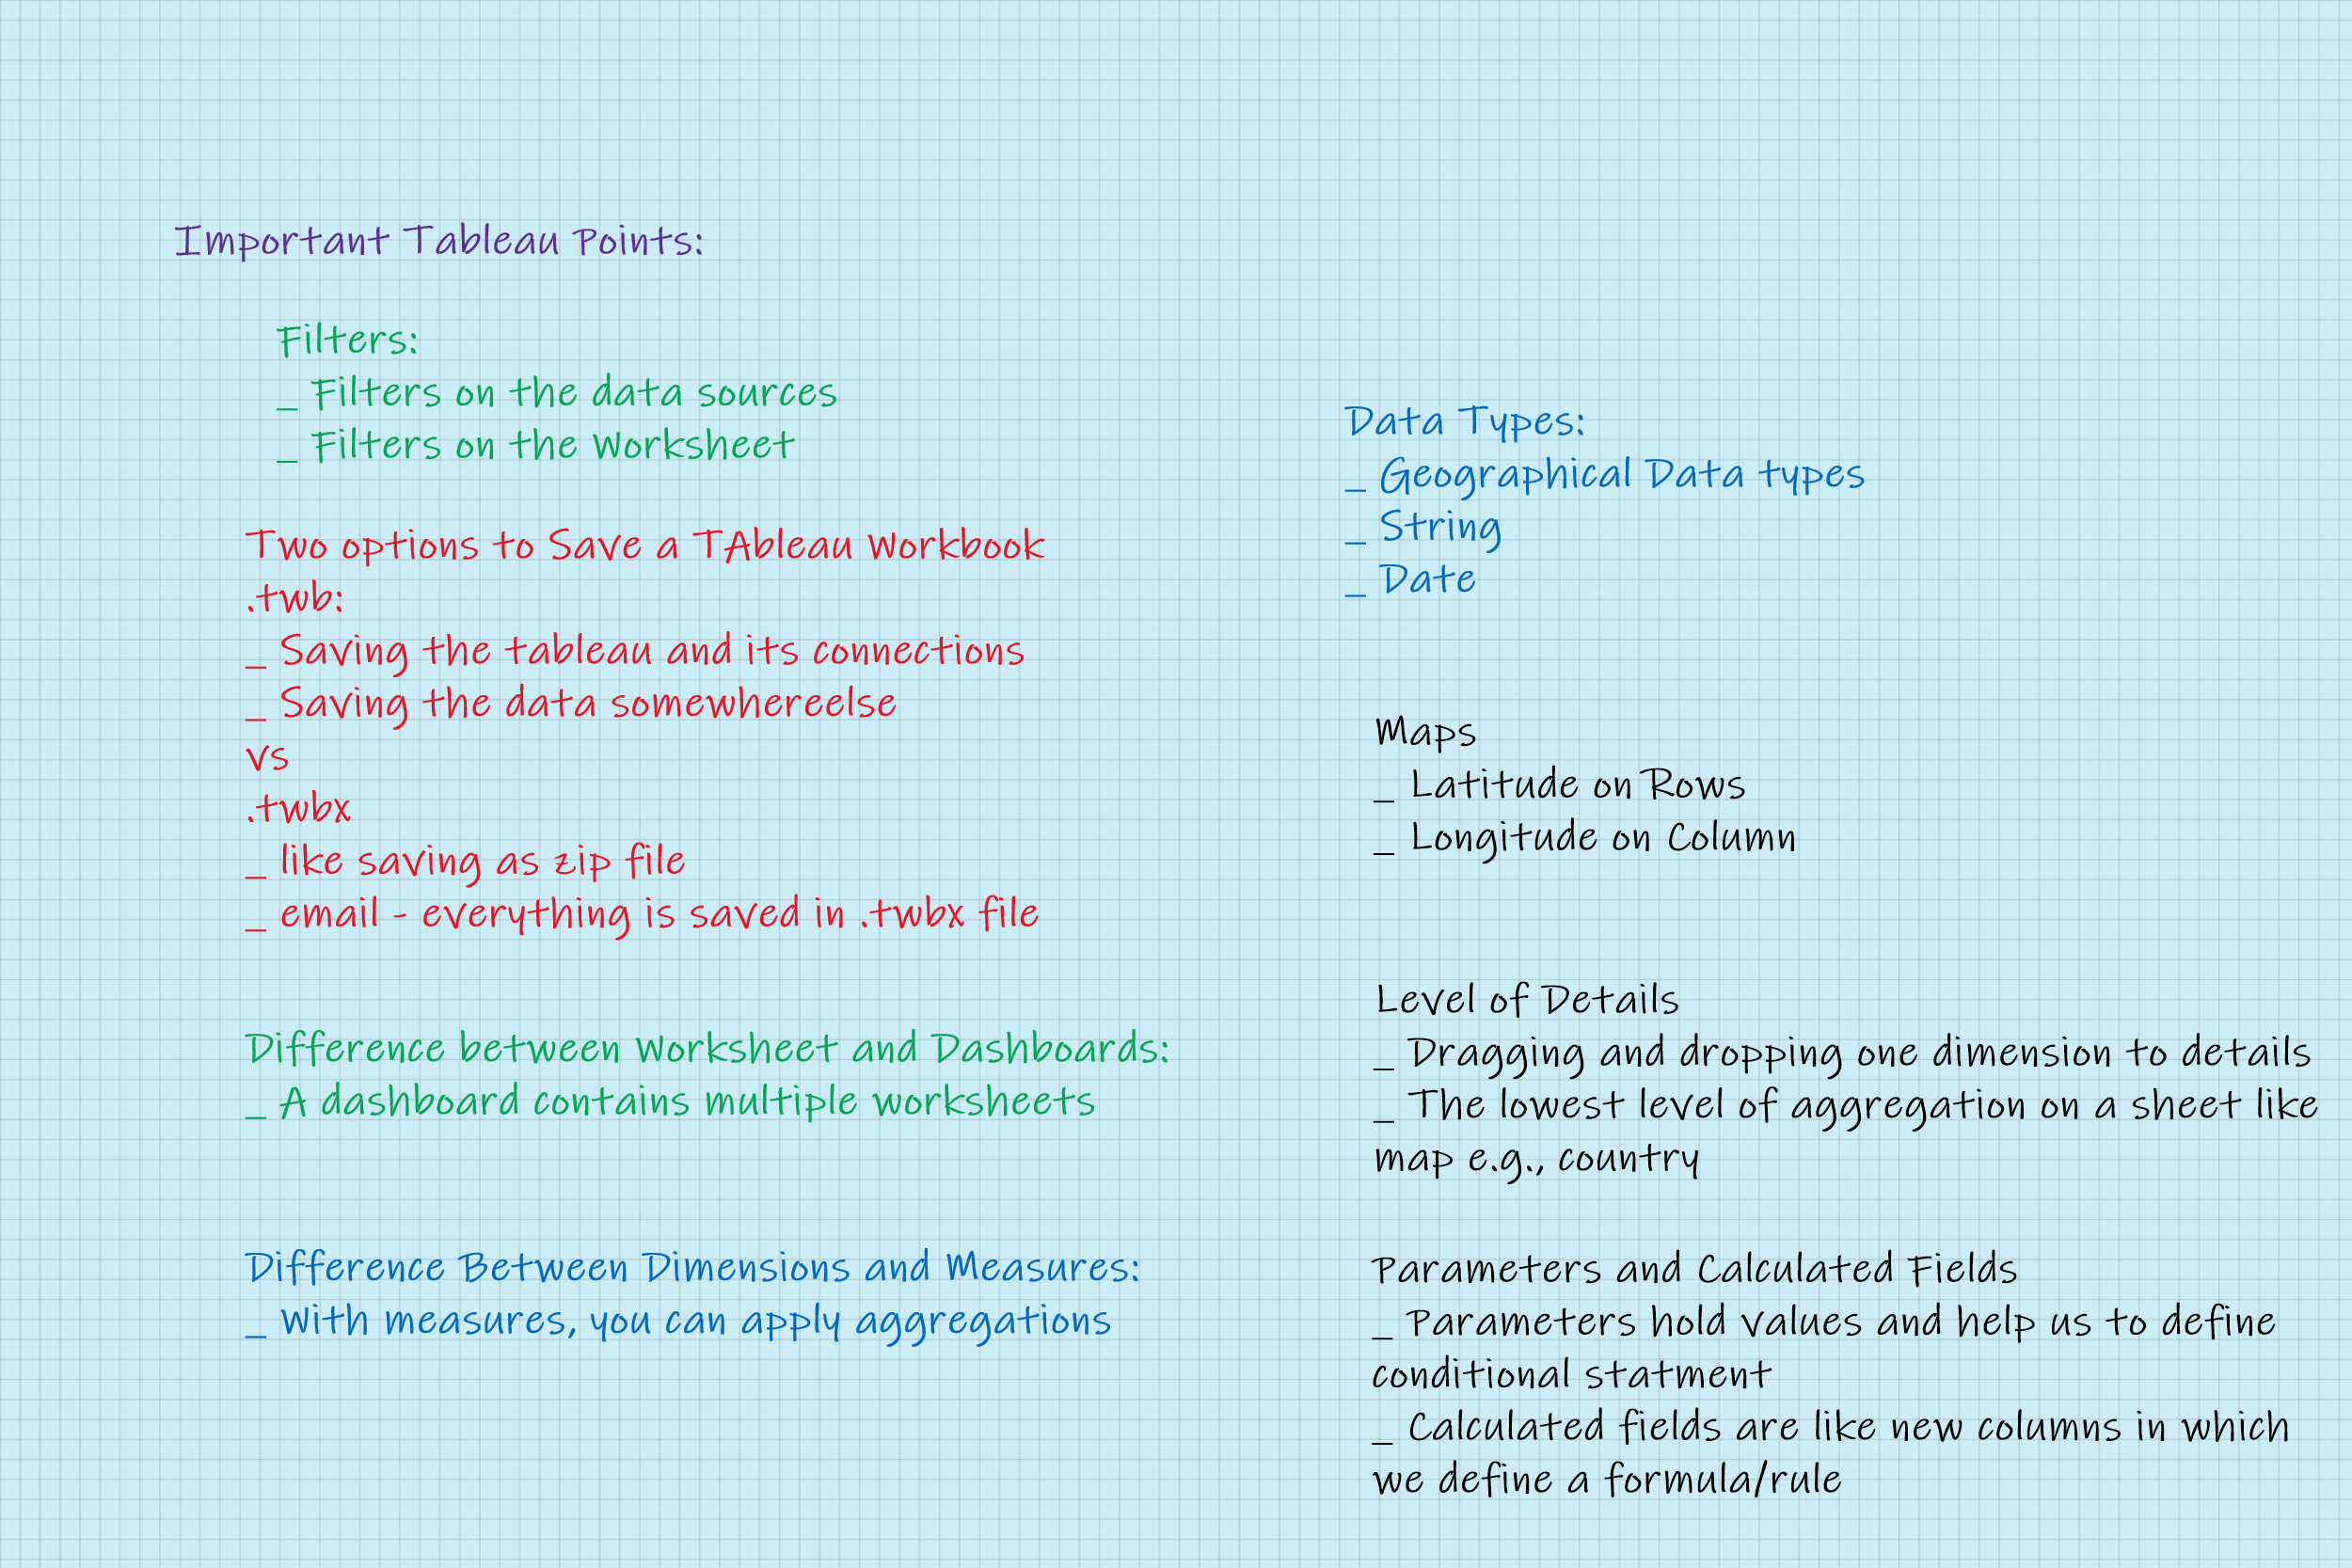 Important Tableau Points:
Filters:
_ Filters on the data sources
_ Filters on the Worksheet
Two options to Save a TAbleau Workbook
.twb:
_ Saving the tableau and its connections
_ Saving the data somewhereelse
vs
.twbx
_ like saving as zip file
_ email - everything is saved in .twbx file
Difference between Worksheet and Dashboards:
_ A dashboard contains multiple worksheets
Difference Between Dimensions and Measures:
_ With measures, you can apply aggregations
Data Types:
_ Geographical Data types
_ String
_ Date
Maps
_ Latitude on Rows
_ Longitude on Column
Level of Details
_ Dragging and dropping one dimension to details
_ The lowest level of aggregation on a sheet like
map e.g., country
Parameters and Calculated Fields
_ Parameters hold values and help us to define
conditional statment
_ Calculated fields are like new columns in which
we define a formula/rule